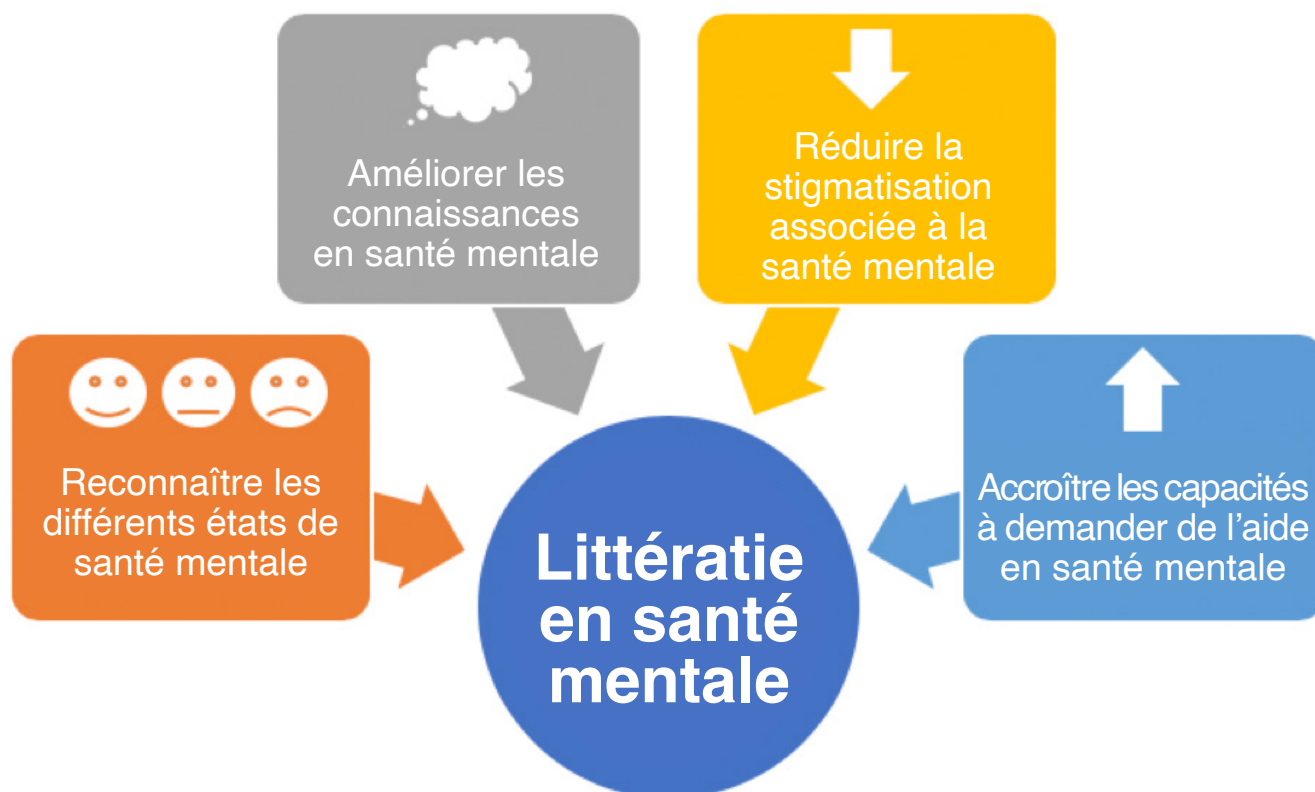 Améliorer les
connaissances
en santé mentale
Réduire la
stigmatisation
associée à la
santé mentale
Reconnaître les
différents états de
santé mentale
Accroître les capacités
à demander de l’aide
en santé mentale
Littératie
en santé
mentale